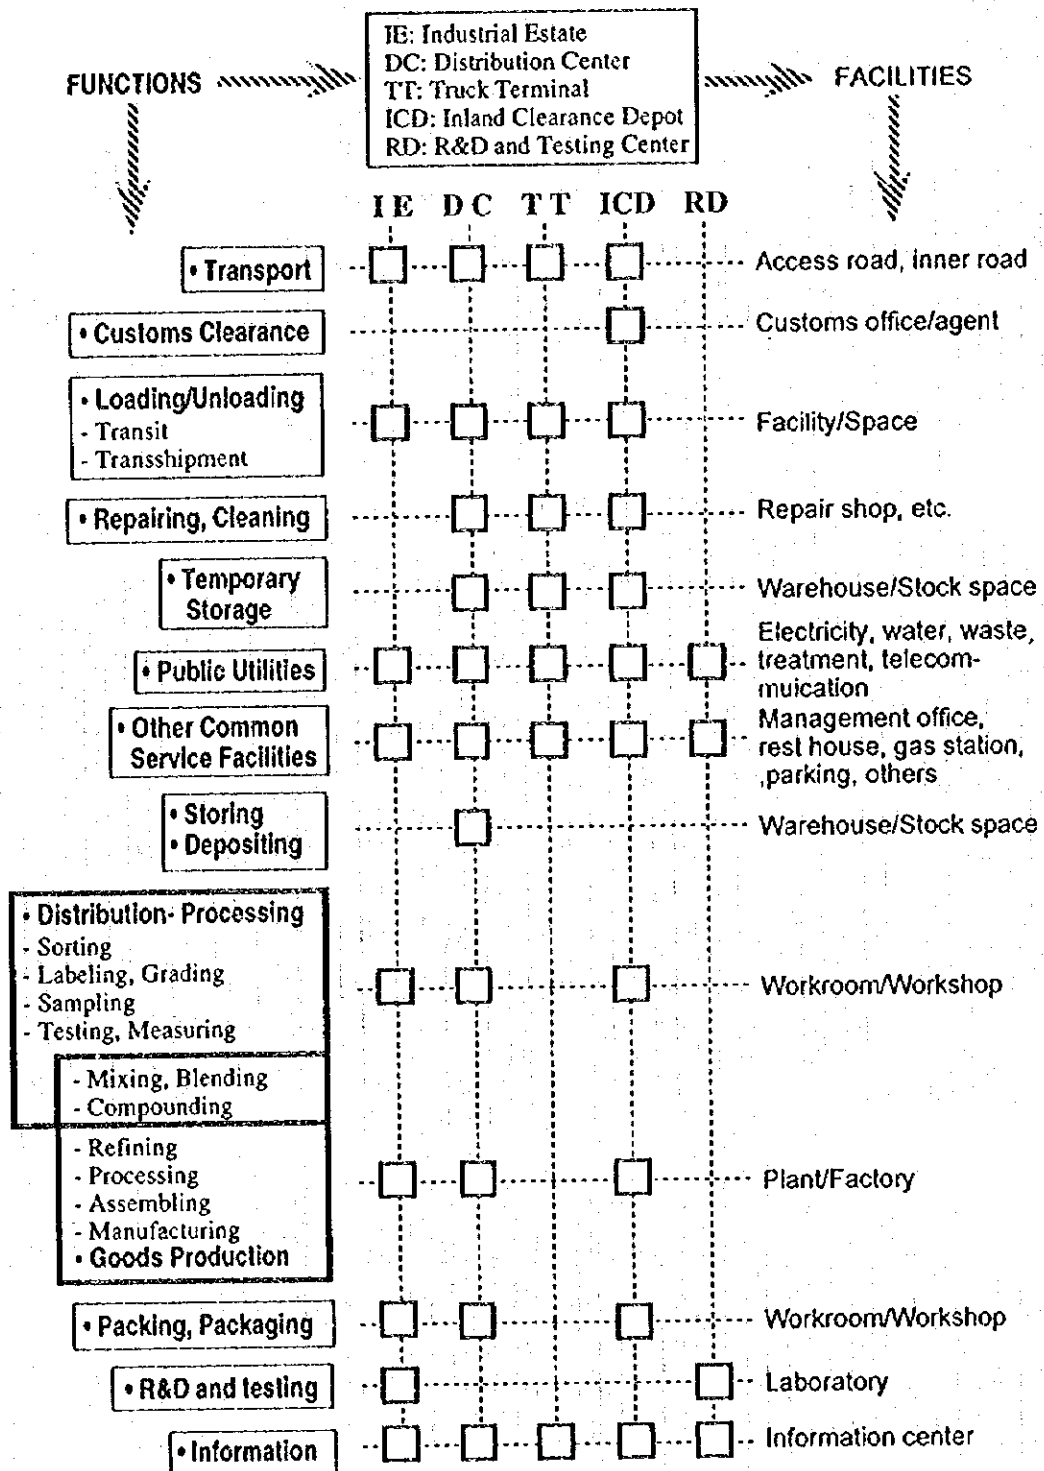 IE: Industrial Estate
DC: Distribution Center
TT: Truck Terminal
ICD: Inland Clearance Depot
RD: R&D and Testing Center
FUNCTIONS
FACILITIES
IE DC TT ICD RD
• Transport
Access road, inner road
• Customs Clearance
Customs office/agent
• Loading/Unloading
- Transit
- Transshipment
Facility/Space
• Repairing, Cleaning
Repair shop, etc.
• Temporary
Storage
Warehouse/Stock space
• Public Utilities
Electricity, water, waste,
treatment, telecom-
muication
• Other Common
Service Facilities
Management office,
rest house, gas station,
,parking, others
• Storing
• Depositing
Warehouse/Stock space
• Distribution- Processing
- Sorting
- Labeling, Grading
- Sampling
- Testing, Measuring
Workroom/Workshop
- Mixing, Blending
- Compounding
- Refining
- Processing
- Assembling
- Manufacturing
• Goods Production
Plant/Factory
• Packing, Packaging
Workroom/Workshop
• R&D and testing
Laboratory
• Information
Information center